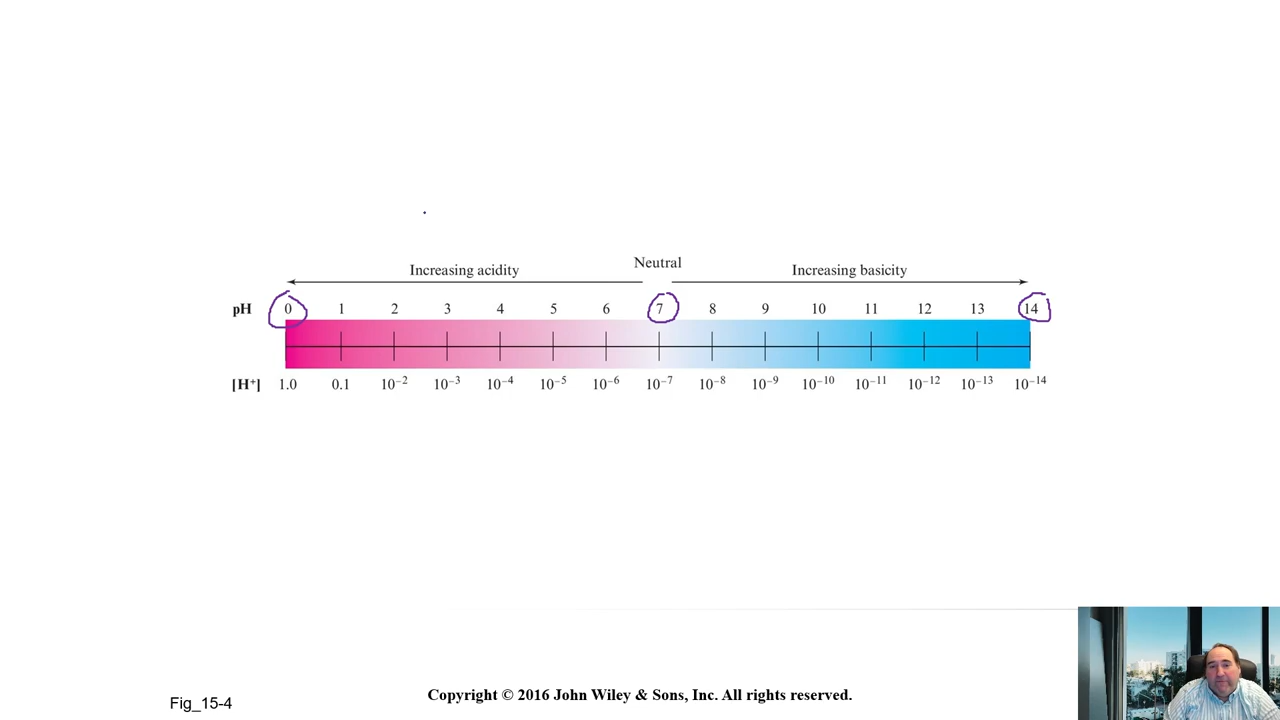 Increasing acidity Neutral Increasing basicity
pH 0 1 2 3 4 5 6 7 8 9 10 11 12 13 14
[H⁺] 1.0 0.1 10⁻² 10⁻³ 10⁻⁴ 10⁻⁵ 10⁻⁶ 10⁻⁷ 10⁻⁸ 10⁻⁹ 10⁻¹⁰ 10⁻¹¹ 10⁻¹² 10⁻¹³ 10⁻¹⁴
Fig_15-4
Copyright © 2016 John Wiley & Sons, Inc. All rights reserved.